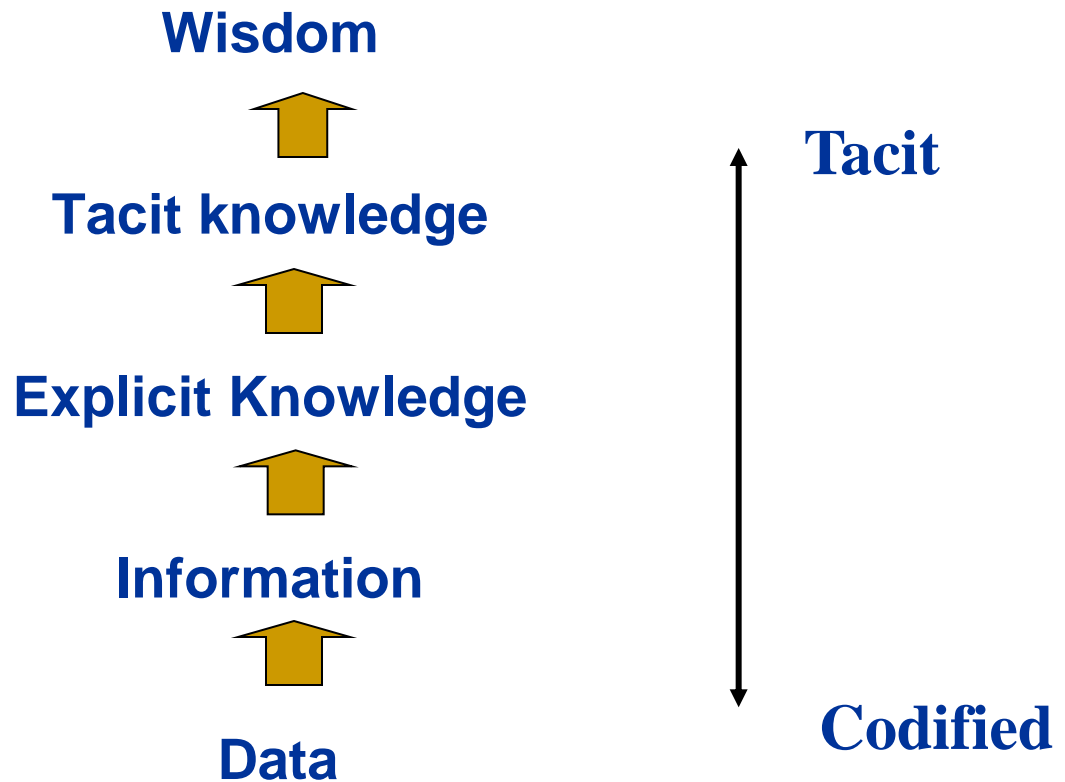 Wisdom
Tacit
Tacit knowledge
Explicit Knowledge
Information
Codified
Data